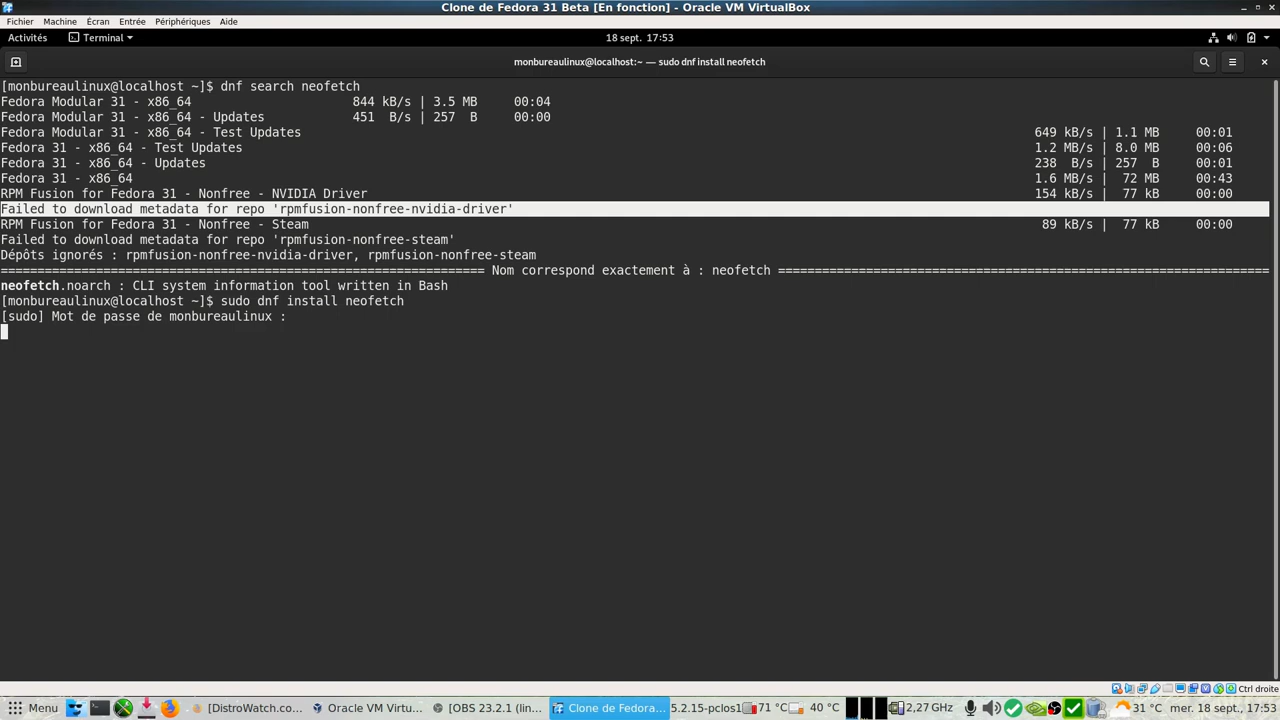 Clone de Fedora 31 Beta [En fonction] - Oracle VM VirtualBox
Fichier Machine Écran Entrée Périphériques Aide
Activités Terminal 18 sept. 17:53
monbureaulinux@localhost:~ — sudo dnf install neofetch
[monbureaulinux@localhost ~]$ dnf search neofetch
Fedora Modular 31 - x86_64 844 kB/s | 3.5 MB 00:04
Fedora Modular 31 - x86_64 - Updates 451 B/s | 257 B 00:00
Fedora Modular 31 - x86_64 - Test Updates 649 kB/s | 1.1 MB 00:01
Fedora 31 - x86_64 - Test Updates 1.2 MB/s | 8.0 MB 00:06
Fedora 31 - x86_64 - Updates 238 B/s | 257 B 00:01
Fedora 31 - x86_64 1.6 MB/s | 72 MB 00:43
RPM Fusion for Fedora 31 - Nonfree - NVIDIA Driver 154 kB/s | 77 kB 00:00
Failed to download metadata for repo 'rpmfusion-nonfree-nvidia-driver'
RPM Fusion for Fedora 31 - Nonfree - Steam 89 kB/s | 77 kB 00:00
Failed to download metadata for repo 'rpmfusion-nonfree-steam'
Dépôts ignorés : rpmfusion-nonfree-nvidia-driver, rpmfusion-nonfree-steam
================================================================== Nom correspond exactement à : neofetch ===================================================================
neofetch.noarch : CLI system information tool written in Bash
[monbureaulinux@localhost ~]$ sudo dnf install neofetch
[sudo] Mot de passe de monbureaulinux :
Ctrl droite
Menu [DistroWatch.co... Oracle VM Virtu... [OBS 23.2.1 (lin... Clone de Fedora... 5.2.15-pclos1 71 °C 40 °C 2,27 GHz 31 °C mer. 18 sept., 17:53